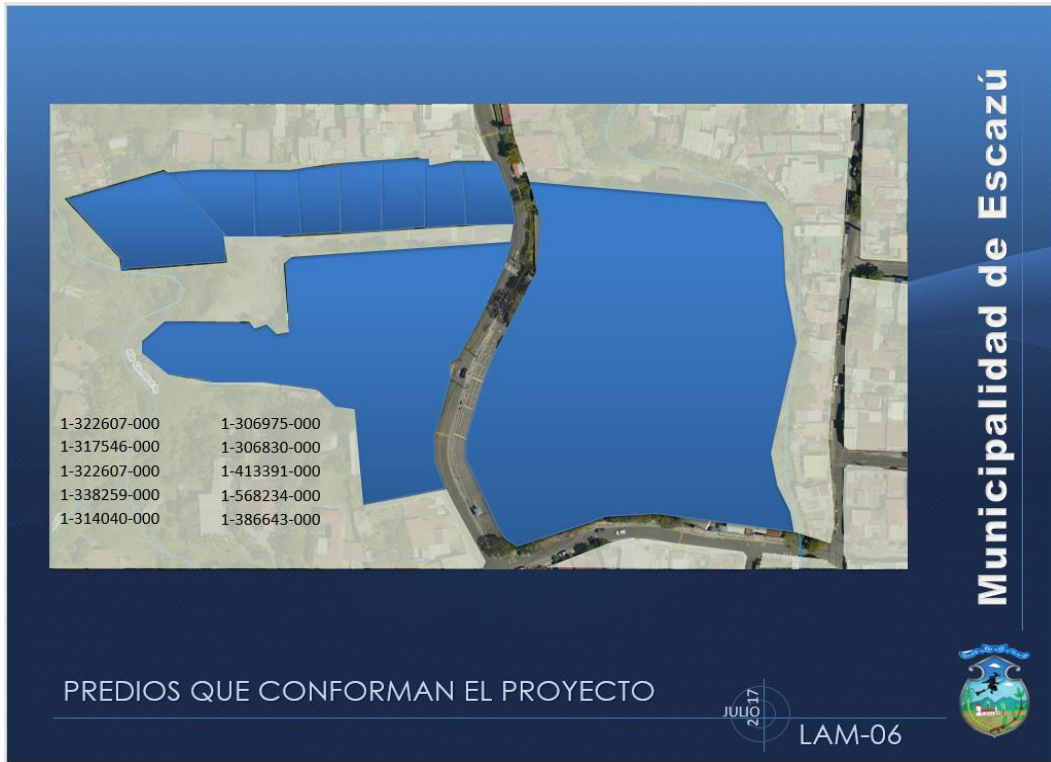 Municipalidad de Escazú
1-322607-000
1-317546-000
1-322607-000
1-338259-000
1-314040-000
1-306975-000
1-306830-000
1-413391-000
1-568234-000
1-386643-000
PREDIOS QUE CONFORMAN EL PROYECTO
JULIO
2017
LAM-06